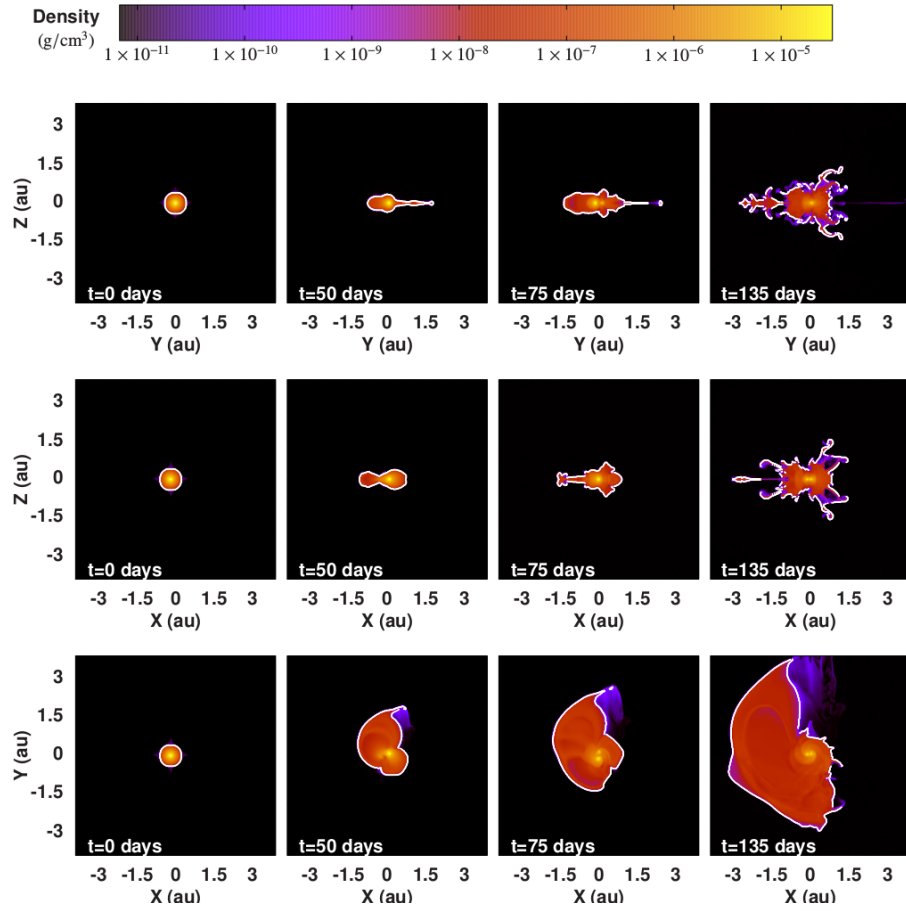 Density
(g/cm³)
1 × 10⁻¹¹ 1 × 10⁻¹⁰ 1 × 10⁻⁹ 1 × 10⁻⁸ 1 × 10⁻⁷ 1 × 10⁻⁶ 1 × 10⁻⁵
Z (au)
3
1.5
0
-1.5
-3
t=0 days t=50 days t=75 days t=135 days
-3 -1.5 0 1.5 3 -3 -1.5 0 1.5 3 -3 -1.5 0 1.5 3 -3 -1.5 0 1.5 3
Y (au) Y (au) Y (au) Y (au)
Z (au)
3
1.5
0
-1.5
-3
t=0 days t=50 days t=75 days t=135 days
-3 -1.5 0 1.5 3 -3 -1.5 0 1.5 3 -3 -1.5 0 1.5 3 -3 -1.5 0 1.5 3
X (au) X (au) X (au) X (au)
Y (au)
3
1.5
0
-1.5
-3
t=0 days t=50 days t=75 days t=135 days
-3 -1.5 0 1.5 3 -3 -1.5 0 1.5 3 -3 -1.5 0 1.5 3 -3 -1.5 0 1.5 3
X (au) X (au) X (au) X (au)